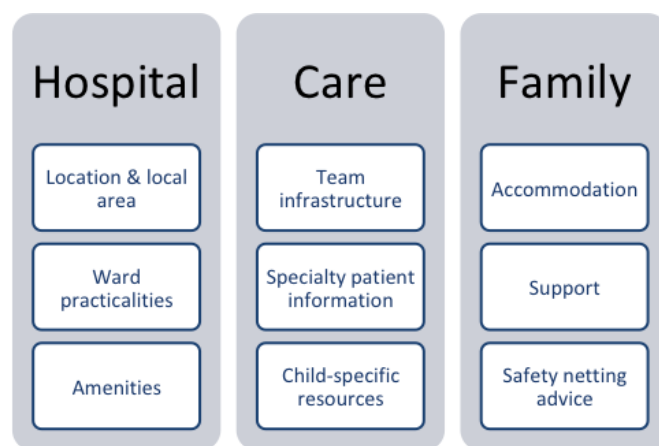 Hospital
Location & local
area
Ward
practicalities
Amenities
Care
Team
infrastructure
Specialty patient
information
Child-specific
resources
Family
Accommodation
Support
Safety netting
advice